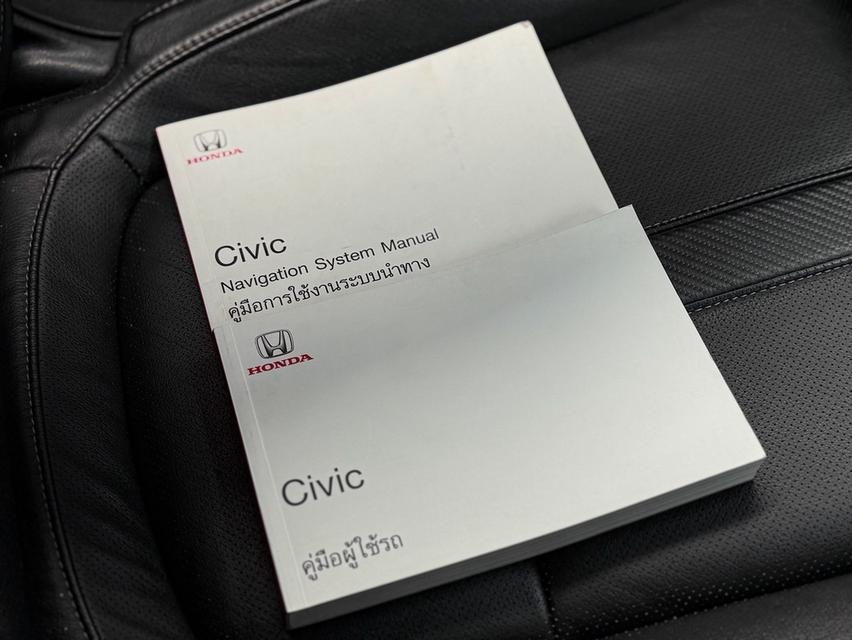 HONDA
Civic
Navigation System Manual
คู่มือการใช้งานระบบนำทาง
HONDA
Civic
คู่มือผู้ใช้รถ